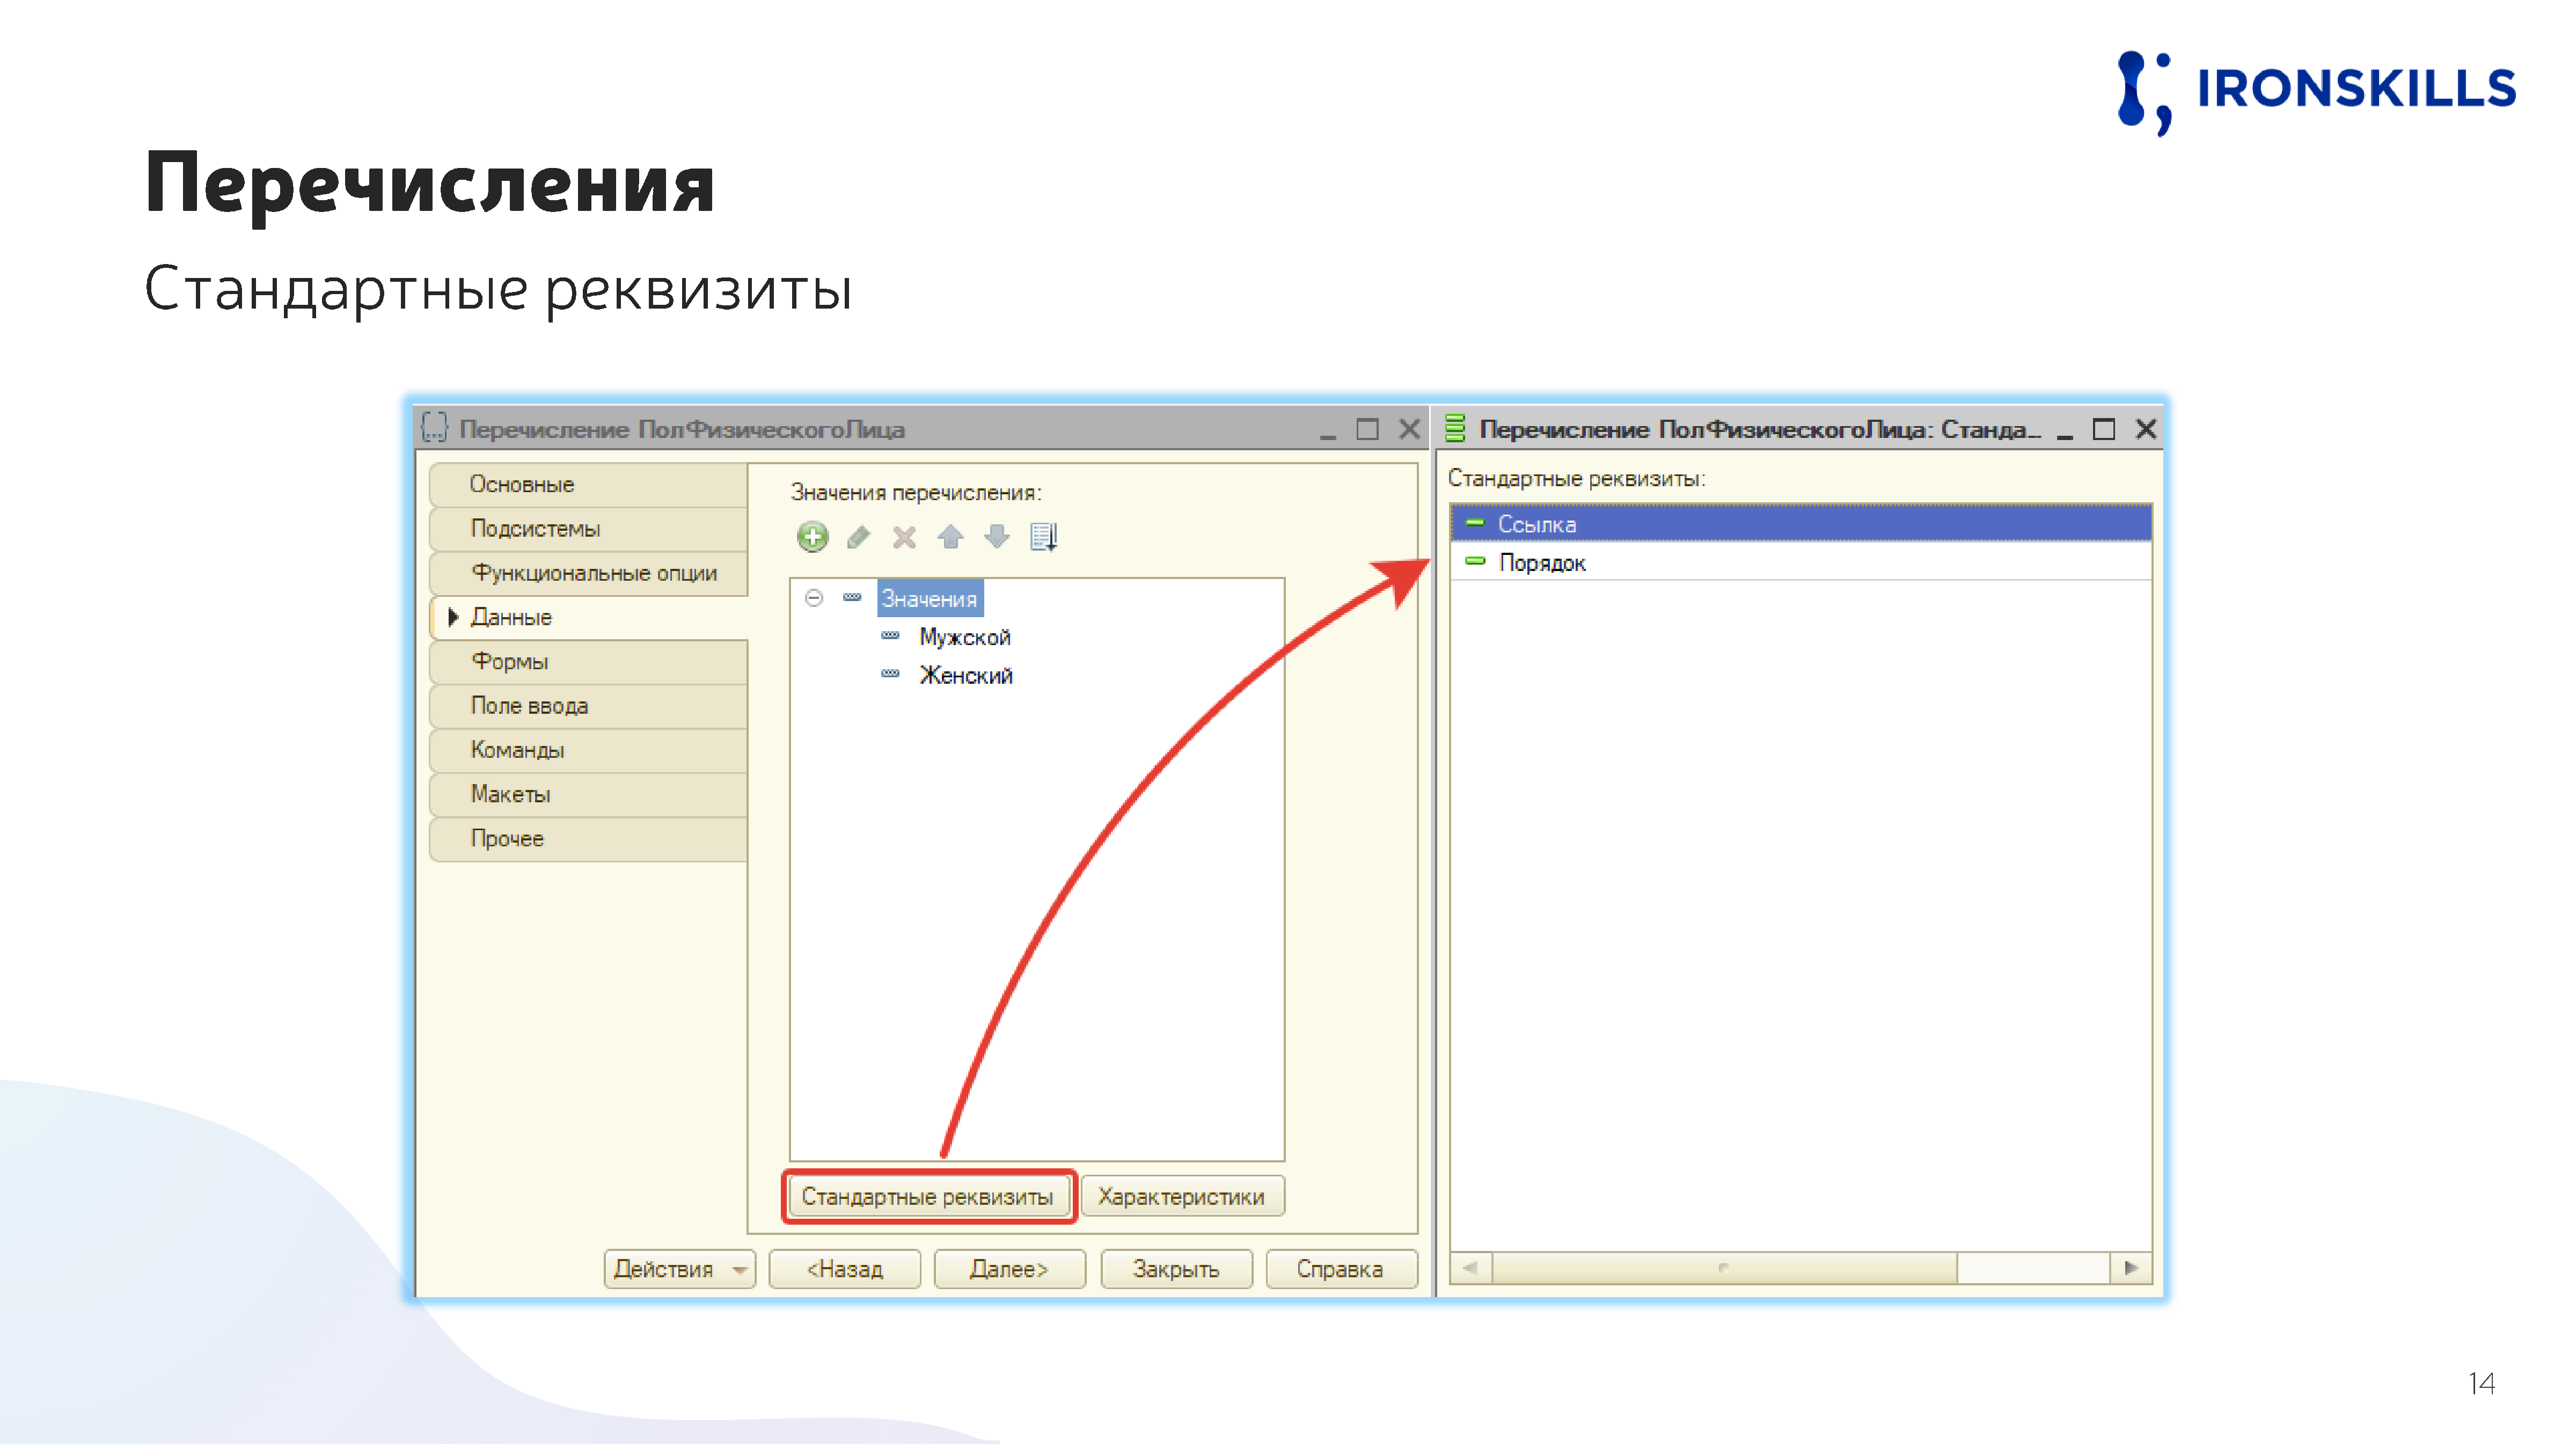 IRONSKILLS
Перечисления
Стандартные реквизиты
Перечисление ПолФизическогоЛица
Основные
Подсистемы
Функциональные опции
Данные
Формы
Поле ввода
Команды
Макеты
Прочее
Значения перечисления:
Значения
Мужской
Женский
Стандартные реквизиты
Характеристики
Действия
<Назад
Далее>
Закрыть
Справка
Перечисление ПолФизическогоЛица: Станда...
Стандартные реквизиты:
Ссылка
Порядок
14